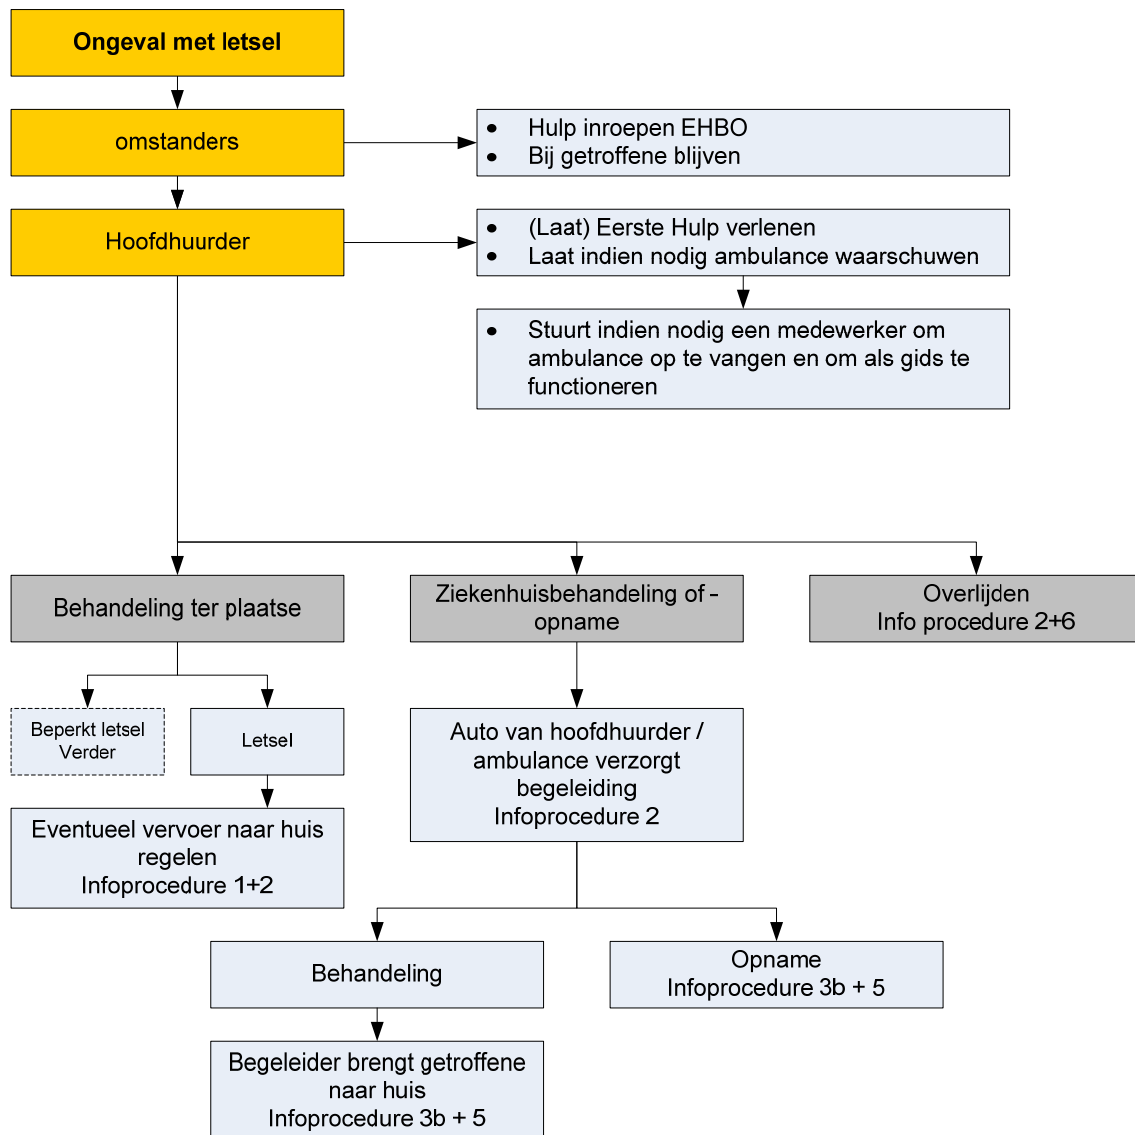 Ongeval met letsel
omstanders
• Hulp inroepen EHBO
• Bij getroffene blijven
Hoofdhuurder
• (Laat) Eerste Hulp verlenen
• Laat indien nodig ambulance waarschuwen
• Stuurt indien nodig een medewerker om
ambulance op te vangen en om als gids te
functioneren
Behandeling ter plaatse
Ziekenhuisbehandeling of -
opname
Overlijden
Info procedure 2+6
Beperkt letsel
Verder
Letsel
Auto van hoofdhuurder /
ambulance verzorgt
begeleiding
Infoprocedure 2
Eventueel vervoer naar huis
regelen
Infoprocedure 1+2
Behandeling
Opname
Infoprocedure 3b + 5
Begeleider brengt getroffene
naar huis
Infoprocedure 3b + 5